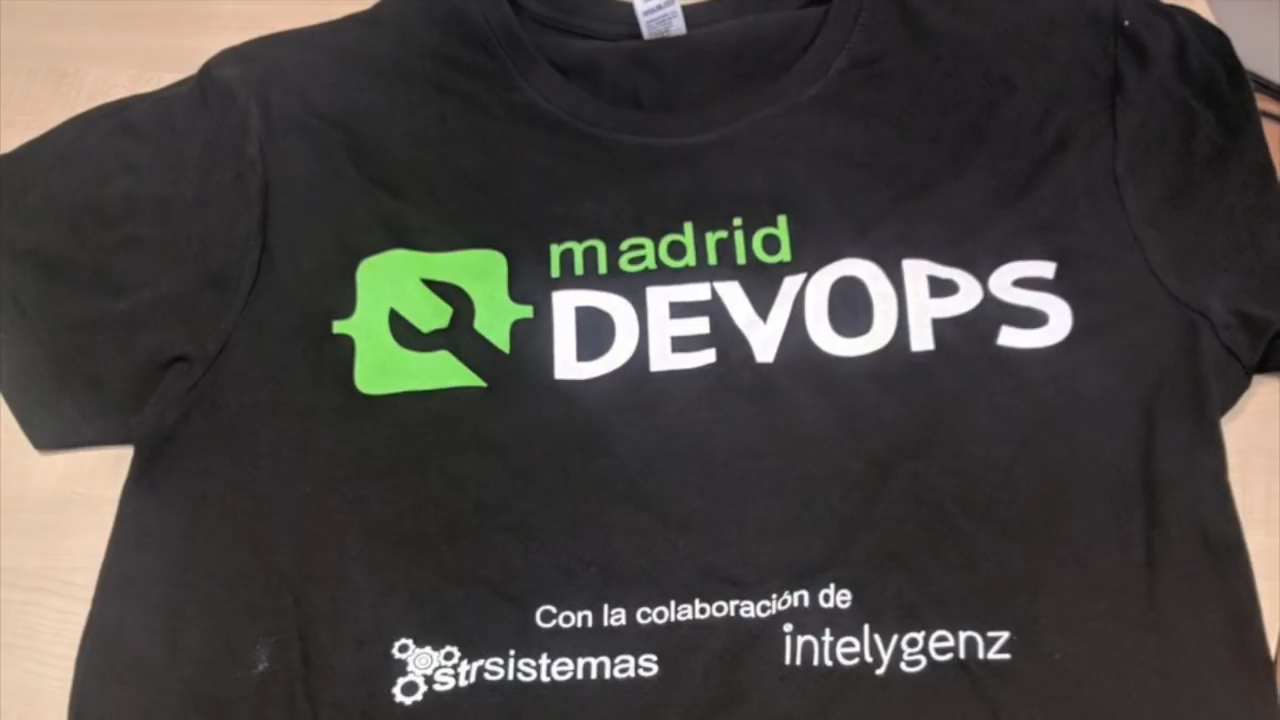 madrid
DEVOPS
Con la colaboración de
strsistemas
intelygenz